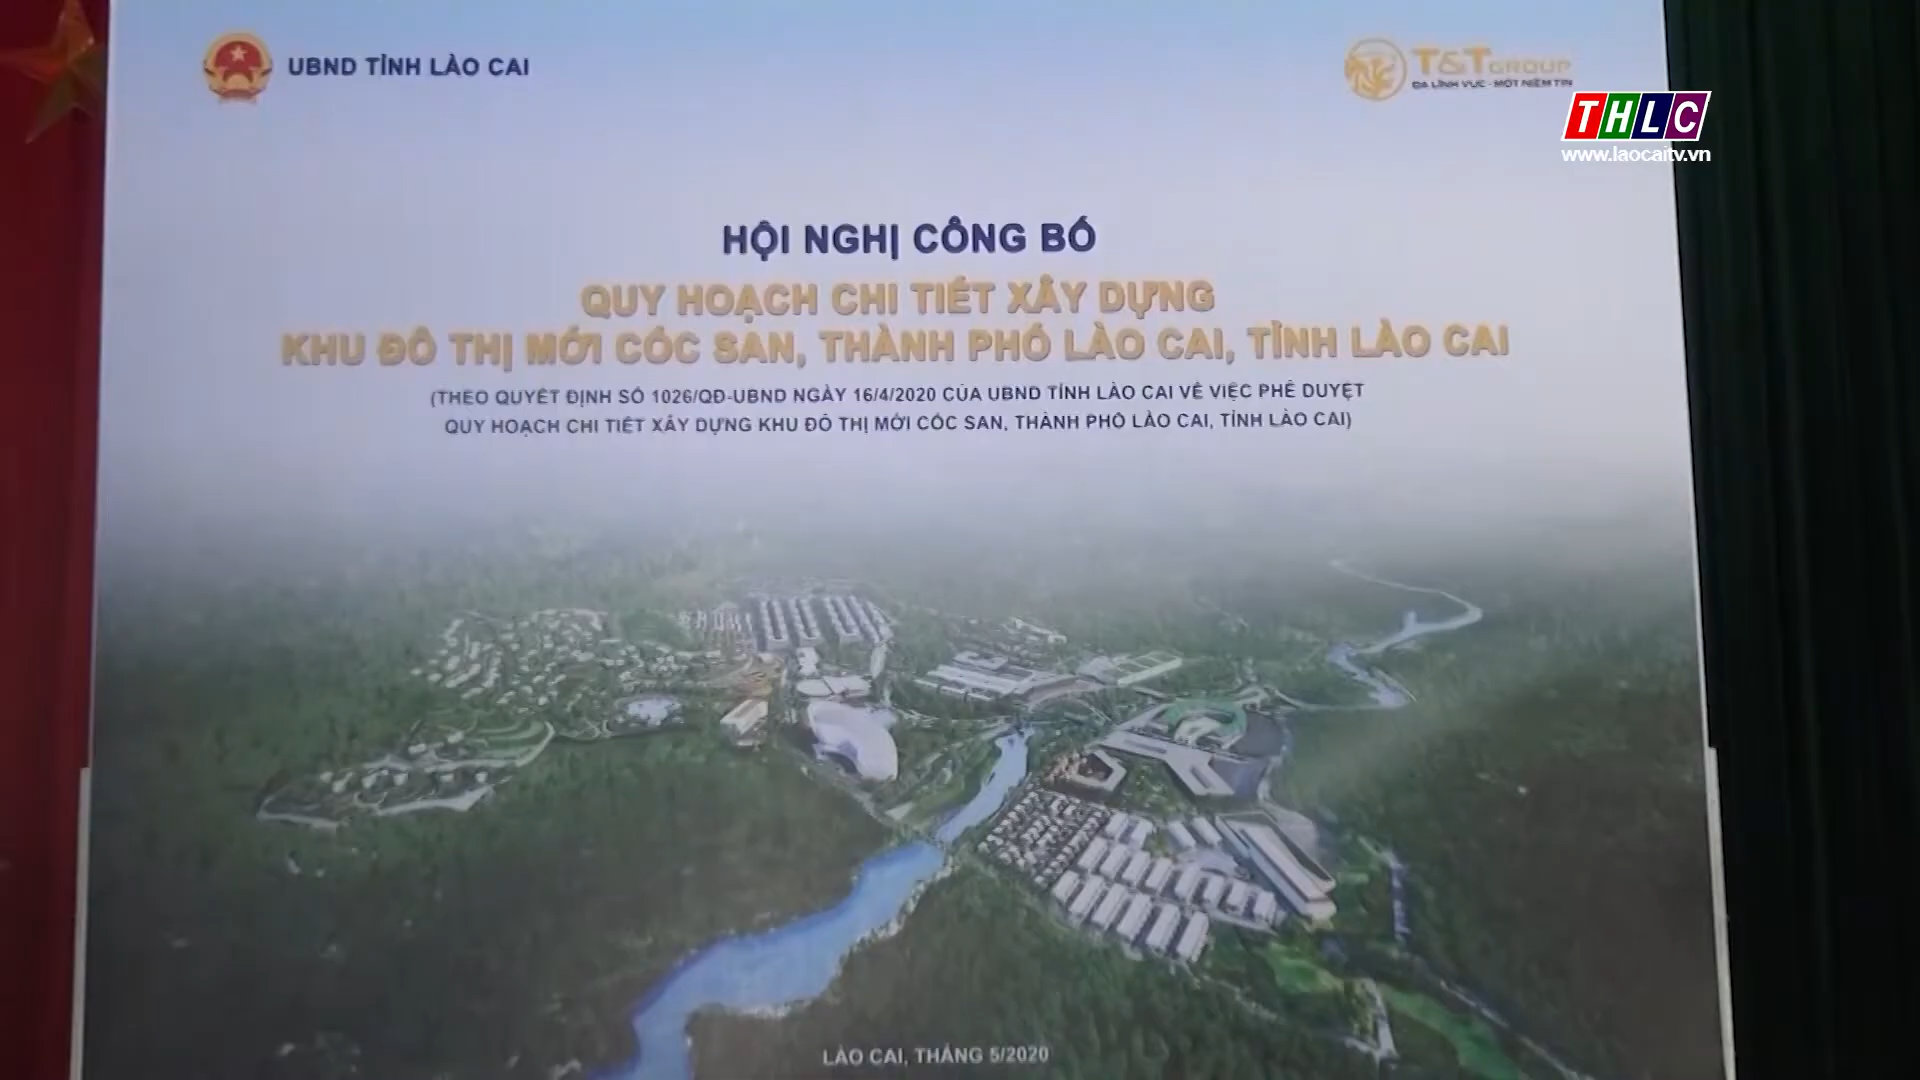 UBND TỈNH LÀO CAI
T&T GROUP
ĐA LĨNH VỰC - MỘT NIỀM TIN
THLC
www.laocaitv.vn
HỘI NGHỊ CÔNG BỐ
QUY HOẠCH CHI TIẾT XÂY DỰNG
KHU ĐÔ THỊ MỚI CỐC SAN, THÀNH PHỐ LÀO CAI, TỈNH LÀO CAI
(THEO QUYẾT ĐỊNH SỐ 1026/QĐ-UBND NGÀY 16/4/2020 CỦA UBND TỈNH LÀO CAI VỀ VIỆC PHÊ DUYỆT
QUY HOẠCH CHI TIẾT XÂY DỰNG KHU ĐÔ THỊ MỚI CỐC SAN, THÀNH PHỐ LÀO CAI, TỈNH LÀO CAI)
LÀO CAI, THÁNG 5/2020